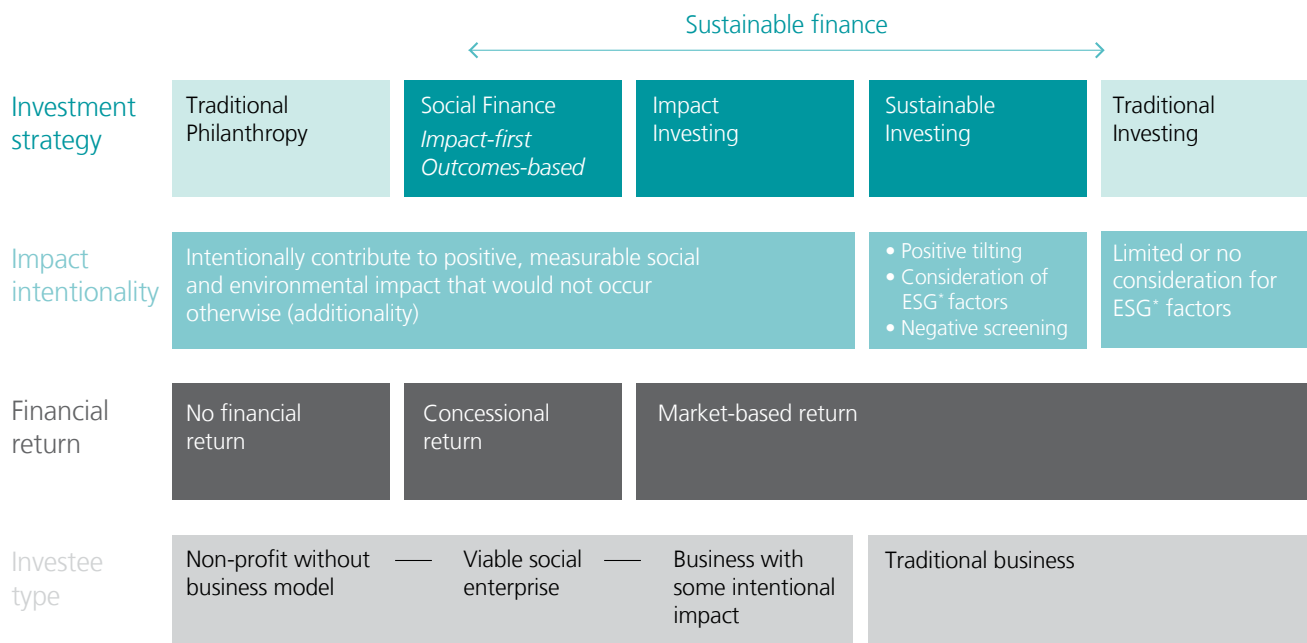 Sustainable finance
Investment
strategy
Traditional
Philanthropy
Social Finance
Impact-first
Outcomes-based
Impact
Investing
Sustainable
Investing
Traditional
Investing
Impact
intentionality
Intentionally contribute to positive, measurable social
and environmental impact that would not occur
otherwise (additionality)
• Positive tilting
• Consideration of
ESG* factors
• Negative screening
Limited or no
consideration for
ESG* factors
Financial
return
No financial
return
Concessional
return
Market-based return
Investee
type
Non-profit without
business model
Viable social
enterprise
Business with
some intentional
impact
Traditional business